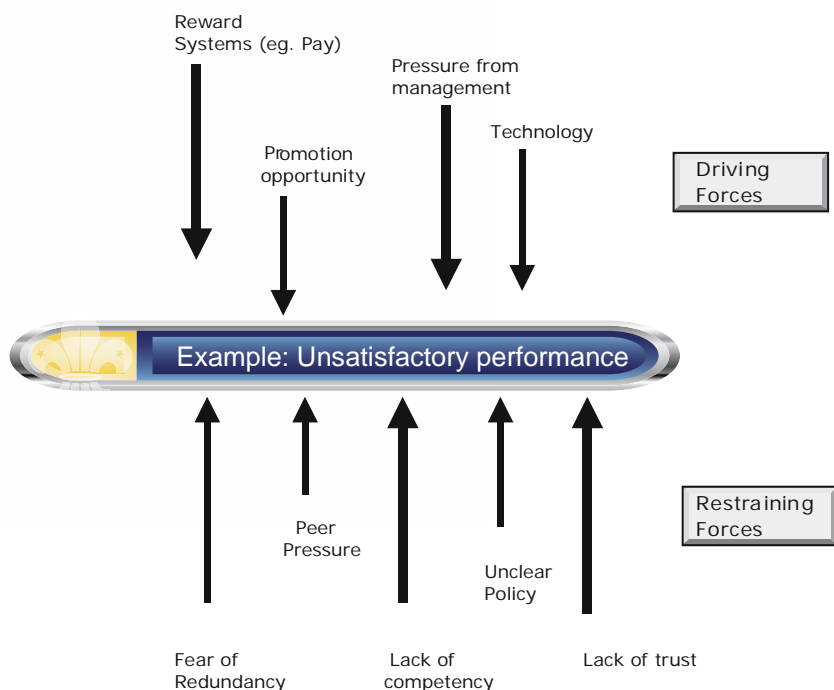 Reward
Systems (eg. Pay)
Pressure from
management
Technology
Promotion
opportunity
Driving
Forces
Example: Unsatisfactory performance
Restraining
Forces
Peer
Pressure
Unclear
Policy
Fear of
Redundancy
Lack of
competency
Lack of trust